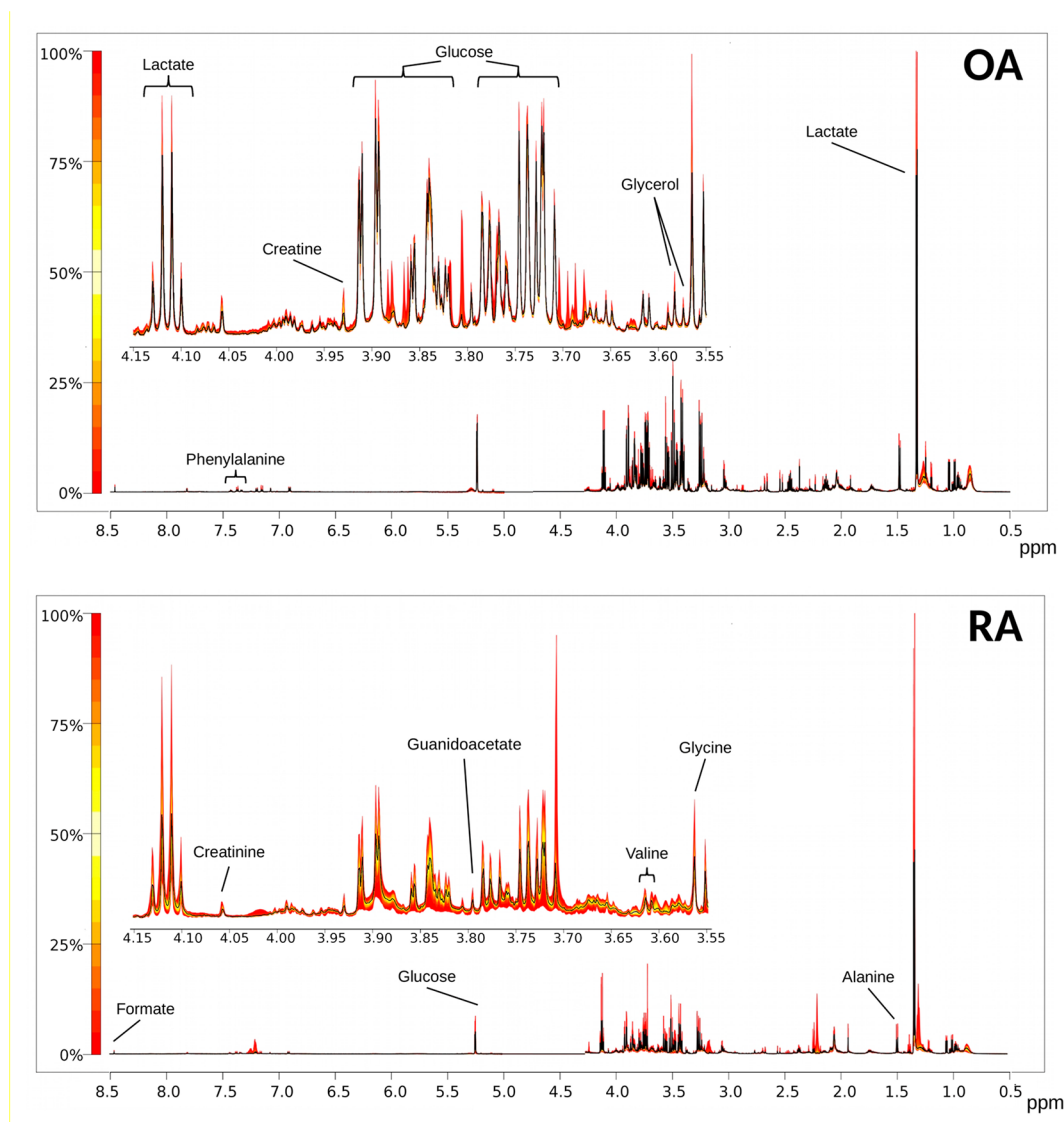 OA
100%
75%
50%
25%
0%
Lactate
Glucose
Lactate
Glycerol
Creatine
4.15 4.10 4.05 4.00 3.95 3.90 3.85 3.80 3.75 3.70 3.65 3.60 3.55
Phenylalanine
8.5 8.0 7.5 7.0 6.5 6.0 5.5 5.0 4.5 4.0 3.5 3.0 2.5 2.0 1.5 1.0 0.5
ppm
RA
100%
75%
50%
25%
0%
Guanidoacetate
Glycine
Creatinine
Valine
4.15 4.10 4.05 4.00 3.95 3.90 3.85 3.80 3.75 3.70 3.65 3.60 3.55
Glucose
Alanine
Formate
8.5 8.0 7.5 7.0 6.5 6.0 5.5 5.0 4.5 4.0 3.5 3.0 2.5 2.0 1.5 1.0 0.5
ppm